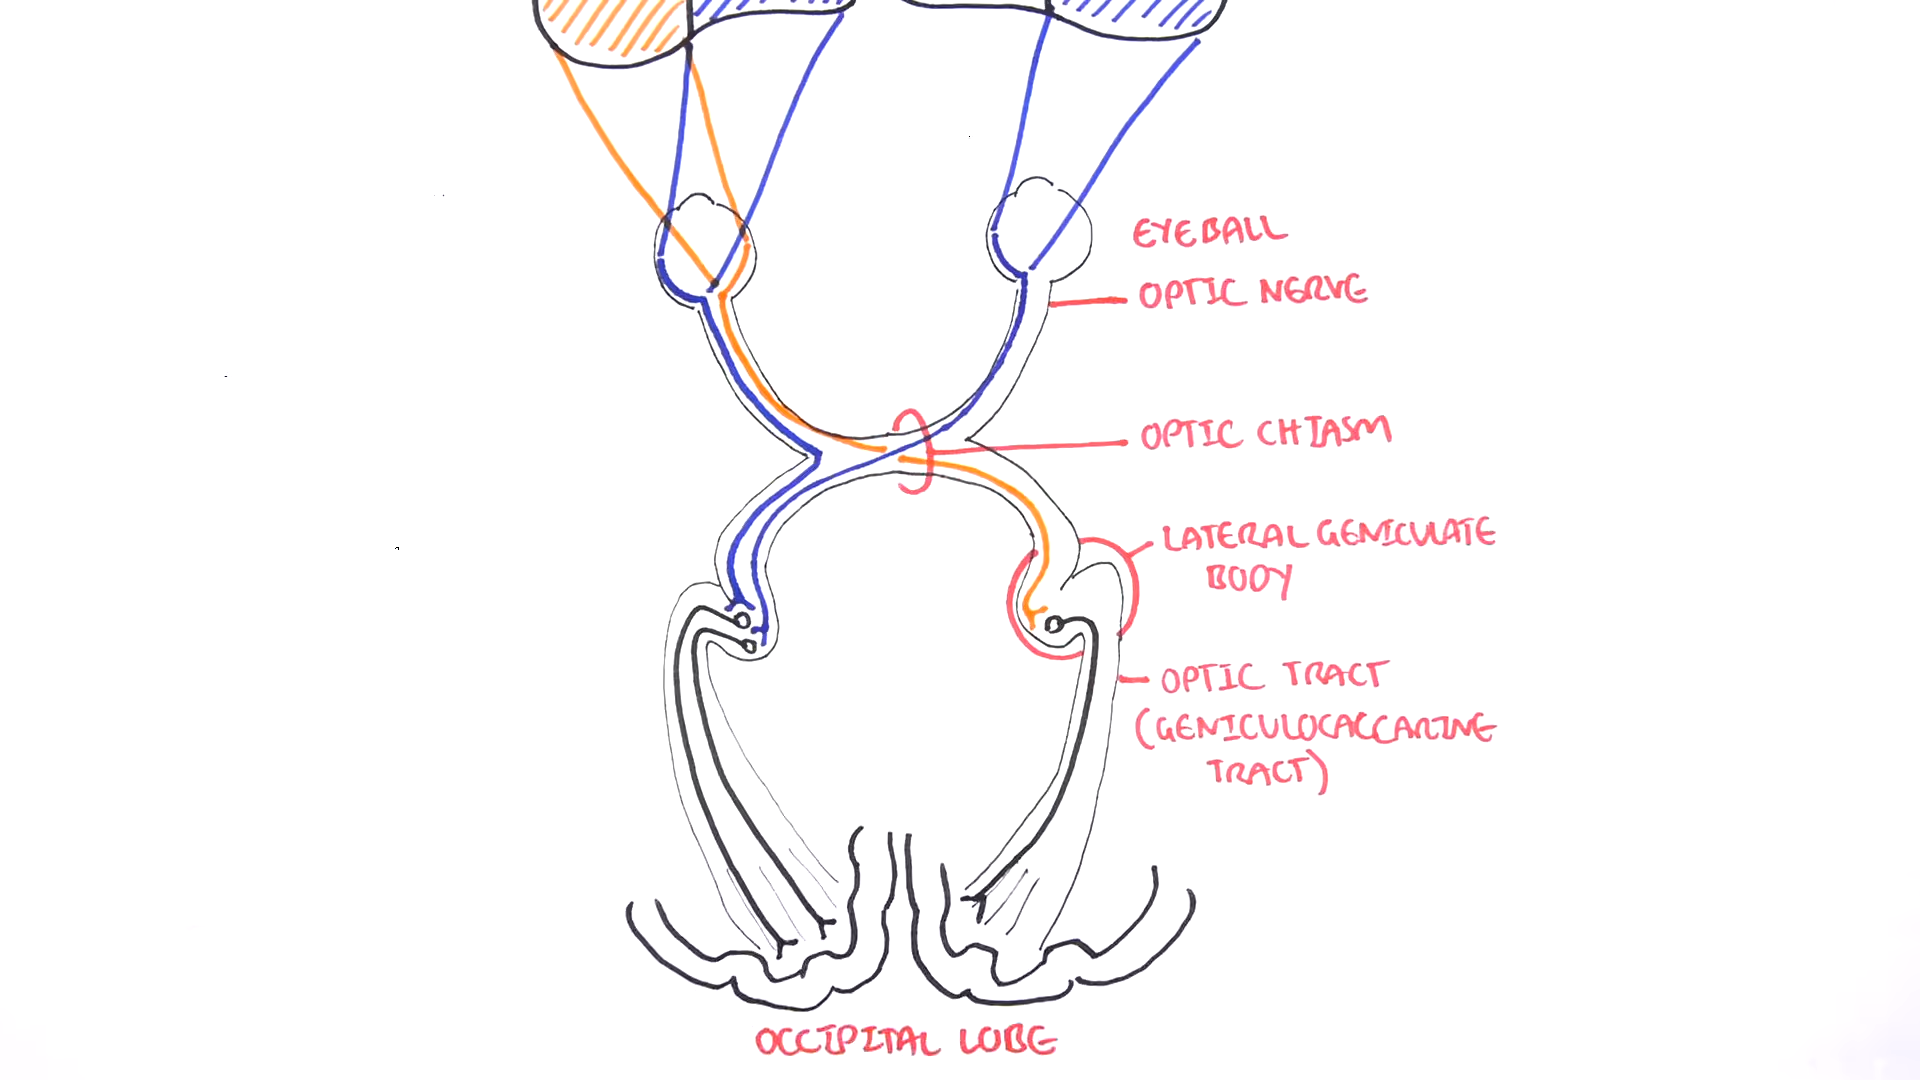 EYEBALL
OPTIC NERVE
OPTIC CHIASM
LATERAL GENICULATE
BODY
OPTIC TRACT
(GENICULOCALCARINE
TRACT)
OCCIPITAL LOBE